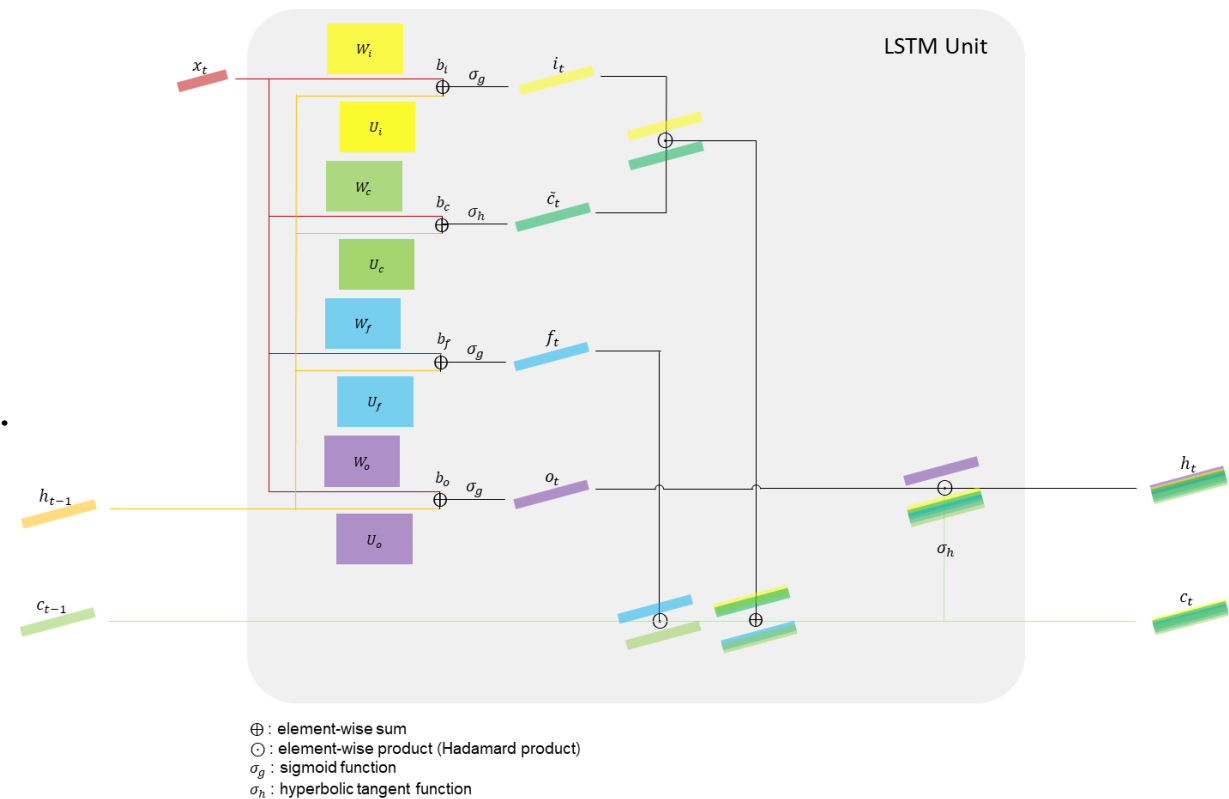 LSTM Unit
W_i
x_t
b_i
σ_g
i_t
U_i
W_c
b_c
σ_h
c̃_t
U_c
W_f
b_f
σ_g
f_t
U_f
W_o
b_o
σ_g
o_t
h_{t−1}
h_t
U_o
σ_h
c_{t−1}
c_t
⊕ : element-wise sum
⊙ : element-wise product (Hadamard product)
σ_g : sigmoid function
σ_h : hyperbolic tangent function